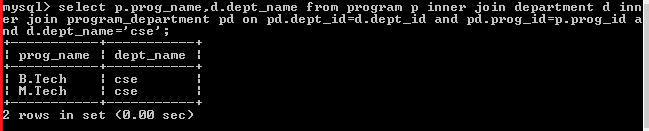 mysql> select p.prog_name,d.dept_name from program p inner join department d inn
er join program_department pd on pd.dept_id=d.dept_id and pd.prog_id=p.prog_id a
nd d.dept_name='cse';
+-----------+-----------+
| prog_name | dept_name |
+-----------+-----------+
| B.Tech    | cse       |
| M.Tech    | cse       |
+-----------+-----------+
2 rows in set (0.00 sec)